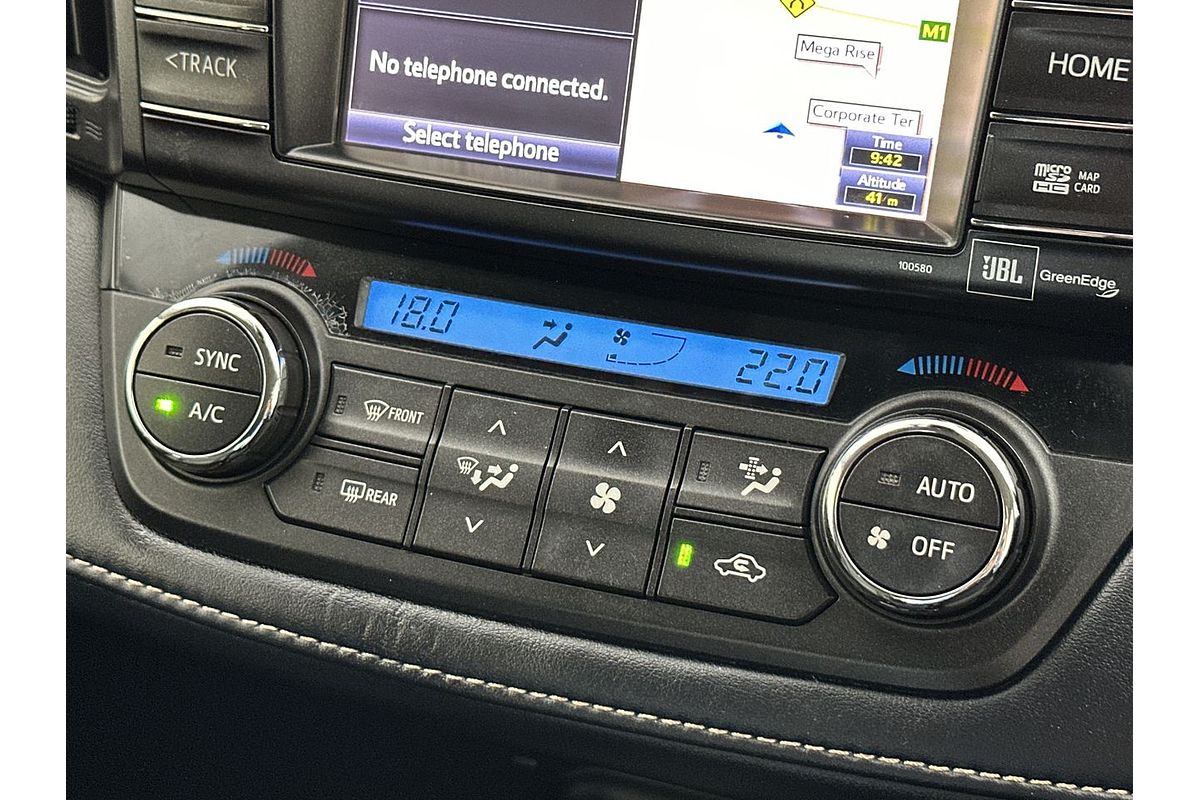 <TRACK
No telephone connected.
Select telephone
M1
Mega Rise
Corporate Ter
Time
9:42
Altitude
41 m
HOME
micro SD HC
MAP
CARD
100580
JBL
GreenEdge
18.0
22.0
SYNC
A/C
FRONT
REAR
AUTO
OFF